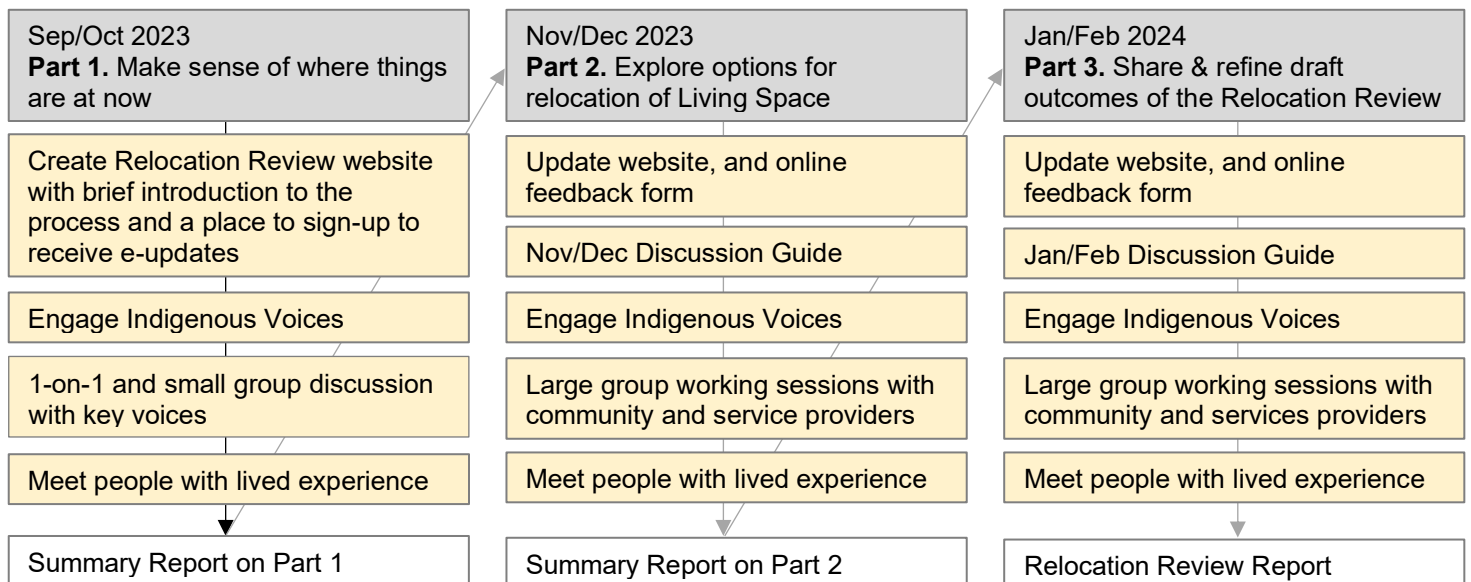 Sep/Oct 2023
Part 1. Make sense of where things
are at now
Create Relocation Review website
with brief introduction to the
process and a place to sign-up to
receive e-updates
Engage Indigenous Voices
1-on-1 and small group discussion
with key voices
Meet people with lived experience
Summary Report on Part 1
Nov/Dec 2023
Part 2. Explore options for
relocation of Living Space
Update website, and online
feedback form
Nov/Dec Discussion Guide
Engage Indigenous Voices
Large group working sessions with
community and service providers
Meet people with lived experience
Summary Report on Part 2
Jan/Feb 2024
Part 3. Share & refine draft
outcomes of the Relocation Review
Update website, and online
feedback form
Jan/Feb Discussion Guide
Engage Indigenous Voices
Large group working sessions with
community and services providers
Meet people with lived experience
Relocation Review Report